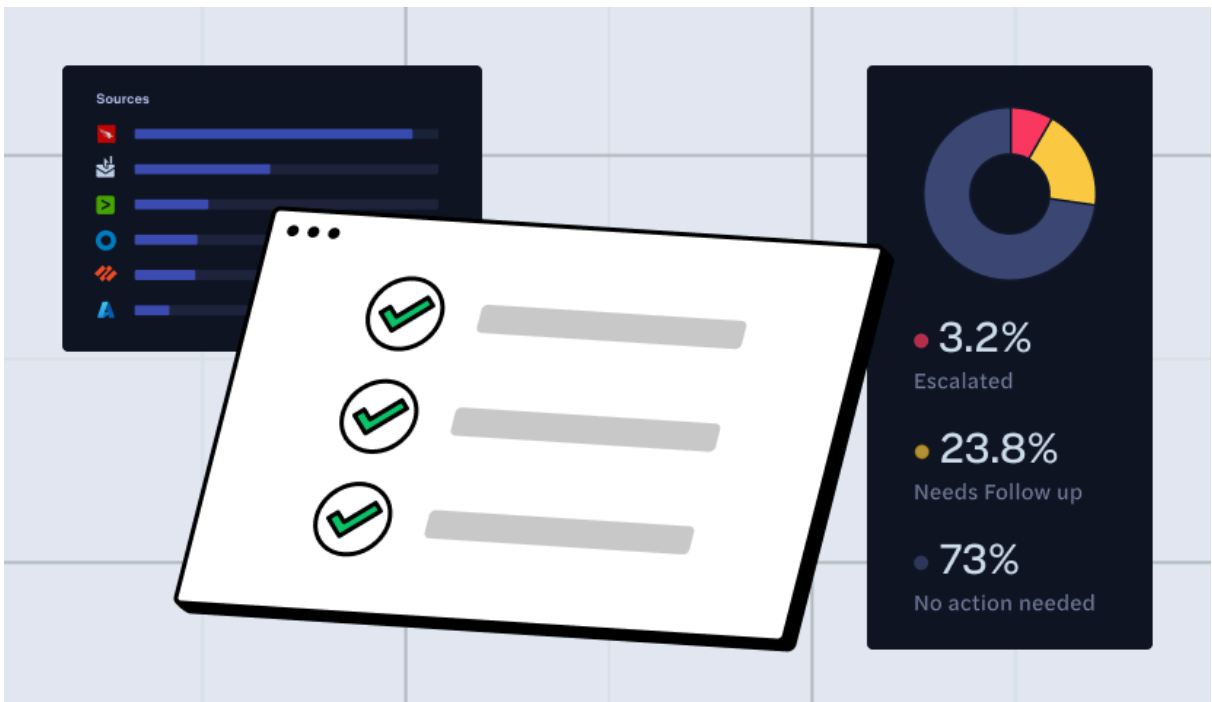 Sources
3.2%
Escalated
23.8%
Needs Follow up
73%
No action needed